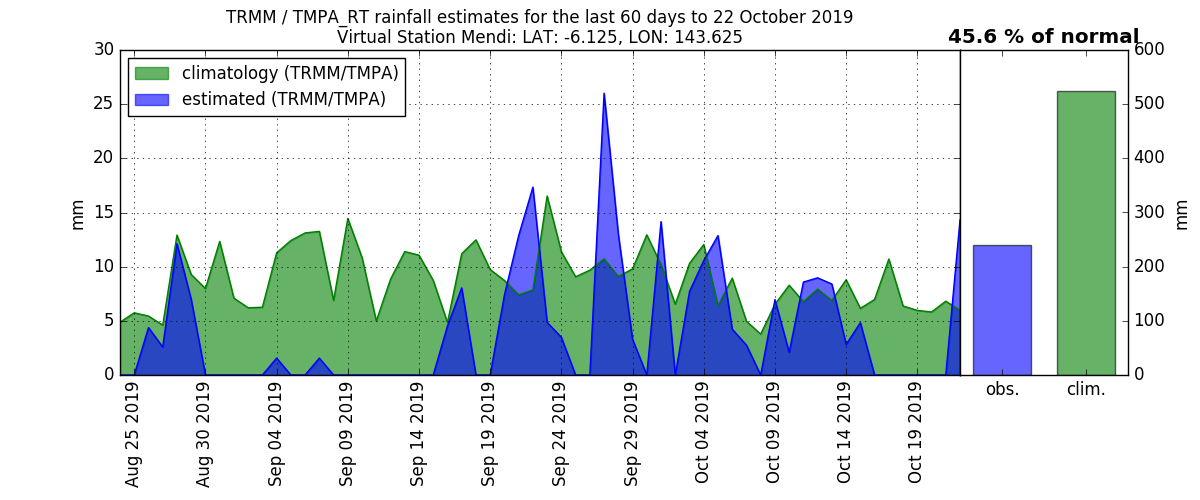 TRMM / TMPA_RT rainfall estimates for the last 60 days to 22 October 2019
Virtual Station Mendi: LAT: -6.125, LON: 143.625
45.6 % of normal
climatology (TRMM/TMPA)
estimated (TRMM/TMPA)
30
25
20
15
10
5
0
mm
600
500
400
300
200
100
0
mm
Aug 25 2019
Aug 30 2019
Sep 04 2019
Sep 09 2019
Sep 14 2019
Sep 19 2019
Sep 24 2019
Sep 29 2019
Oct 04 2019
Oct 09 2019
Oct 14 2019
Oct 19 2019
obs.
clim.